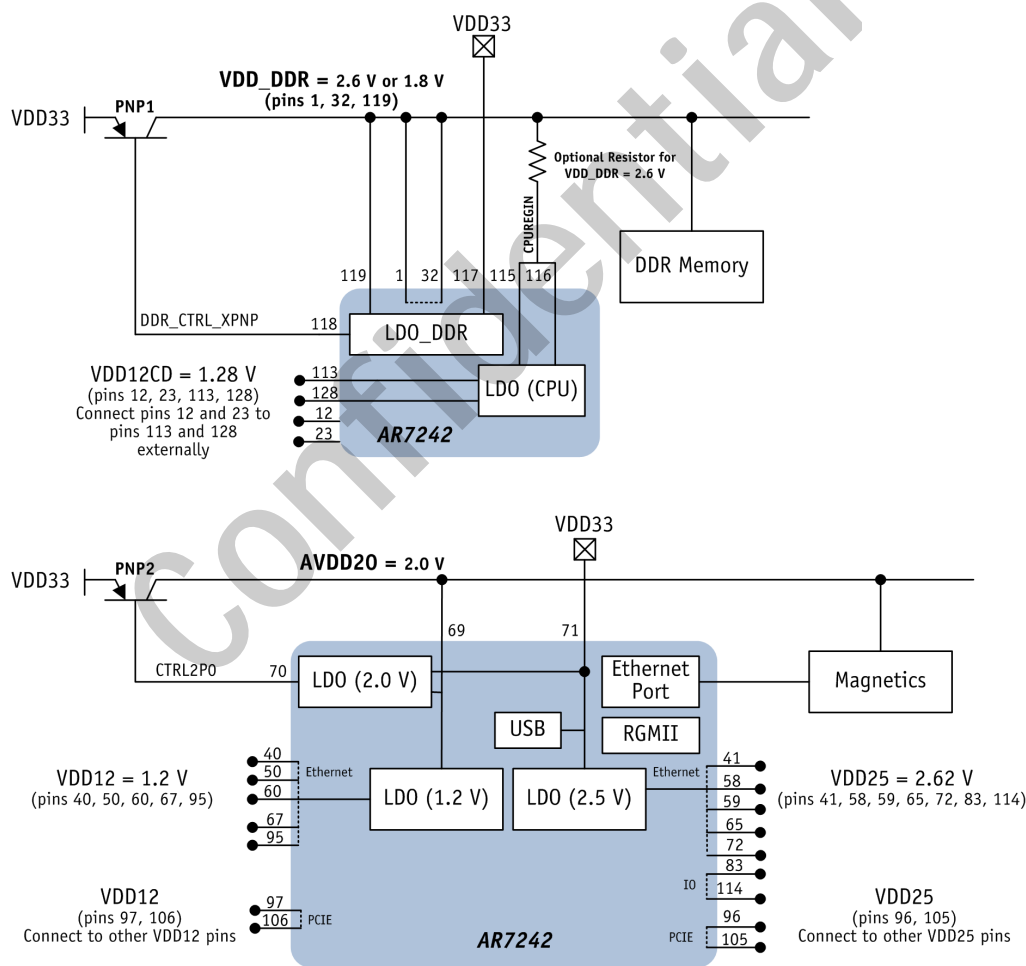 Confidential
VDD33
VDD_DDR = 2.6 V or 1.8 V
(pins 1, 32, 119)
VDD33
PNP1
Optional Resistor for
VDD_DDR = 2.6 V
CPUREGIN
DDR Memory
119 1 32 117 115 116
DDR_CTRL_XPNP
118
LDO_DDR
VDD12CD = 1.28 V
(pins 12, 23, 113, 128)
Connect pins 12 and 23 to
pins 113 and 128
externally
113
128
12
23
LDO (CPU)
AR7242
VDD33
AVDD20 = 2.0 V
VDD33
PNP2
69
71
CTRL2P0
70
LDO (2.0 V)
Ethernet
Port
Magnetics
USB
RGMII
VDD12 = 1.2 V
(pins 40, 50, 60, 67, 95)
40
50
60
67
95
Ethernet
LDO (1.2 V)
LDO (2.5 V)
Ethernet
41
58
59
65
72
83
114
IO
VDD25 = 2.62 V
(pins 41, 58, 59, 65, 72, 83, 114)
VDD12
(pins 97, 106)
Connect to other VDD12 pins
97
106
PCIE
AR7242
PCIE
96
105
VDD25
(pins 96, 105)
Connect to other VDD25 pins